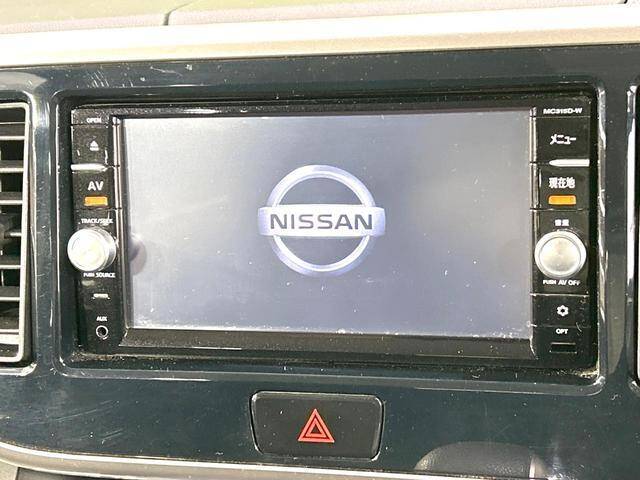 OPEN
MC315D-W
メニュー
AV
現在地
TRACK/SEEK
音量
NISSAN
PUSH SOURCE
PUSH AV OFF
AUX
OPT